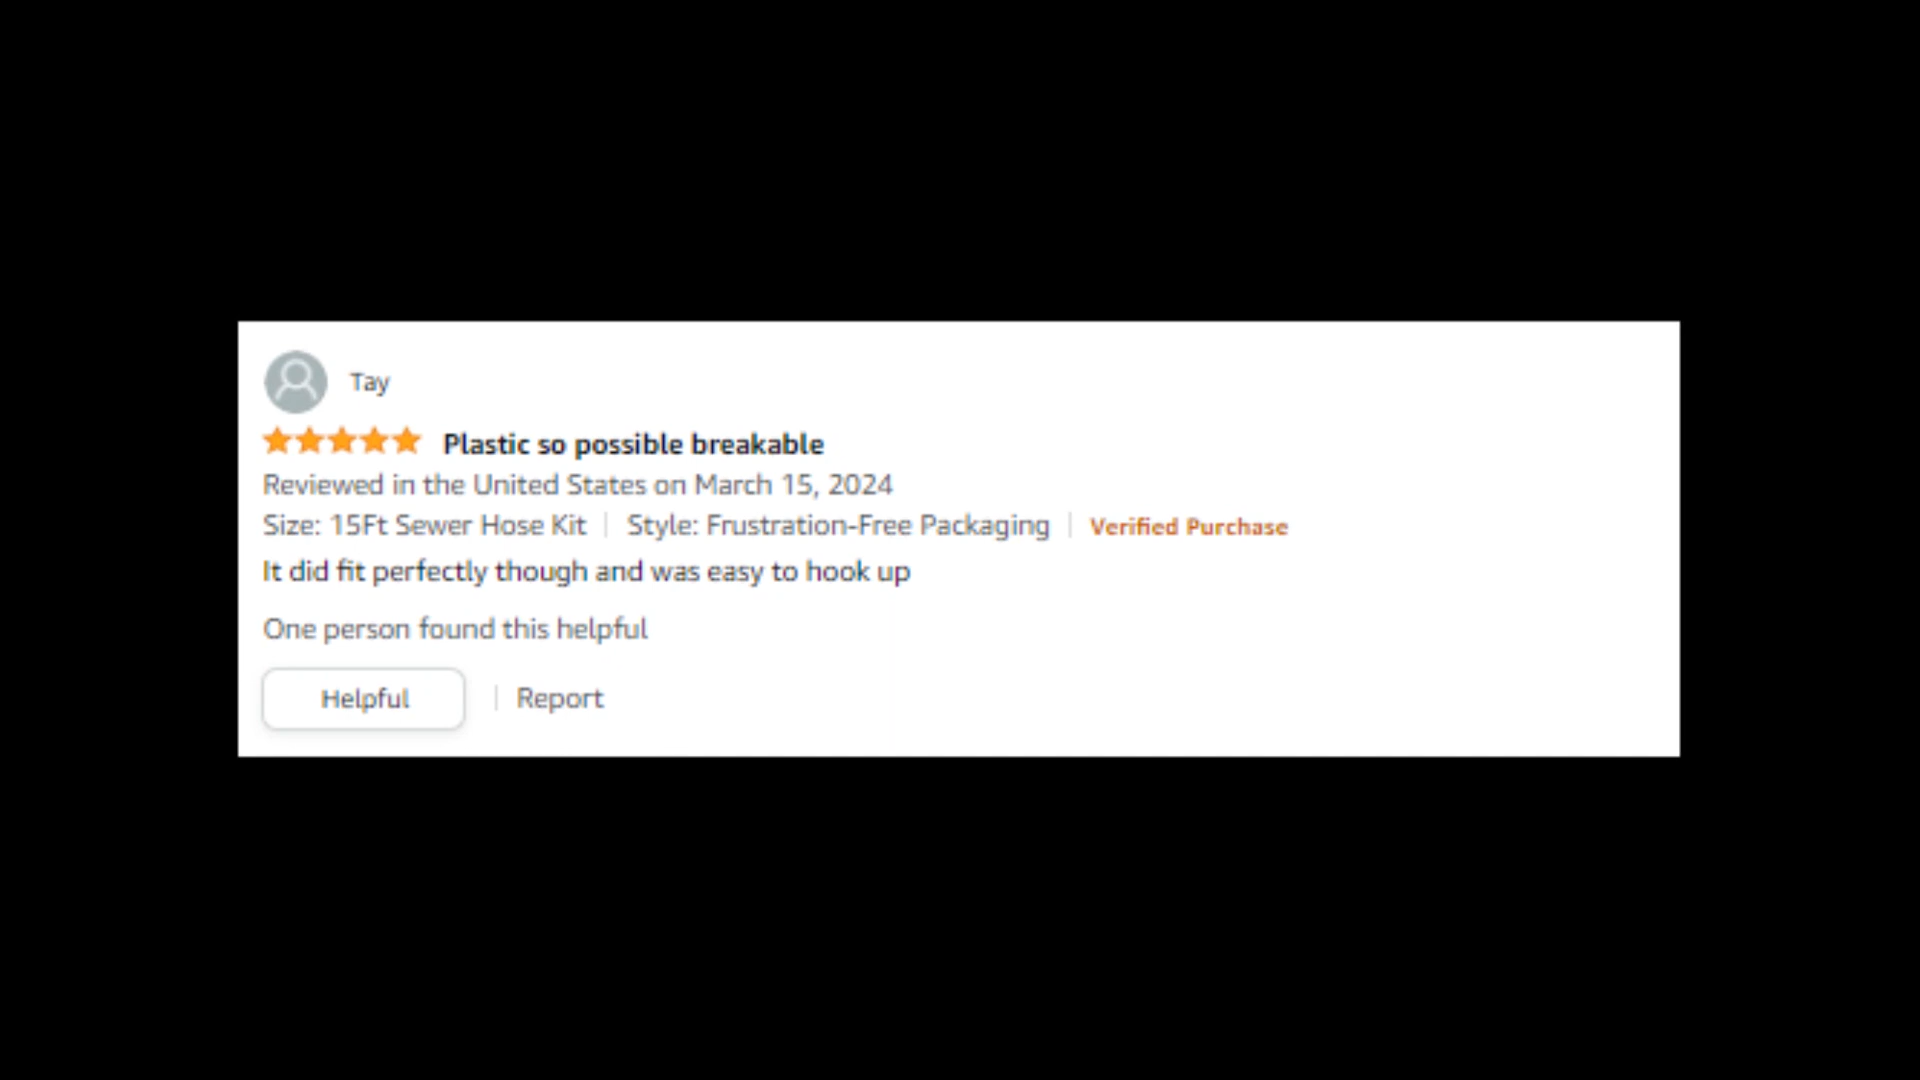 Tay
Plastic so possible breakable
Reviewed in the United States on March 15, 2024
Size: 15Ft Sewer Hose Kit | Style: Frustration-Free Packaging | Verified Purchase
It did fit perfectly though and was easy to hook up
One person found this helpful
Helpful | Report